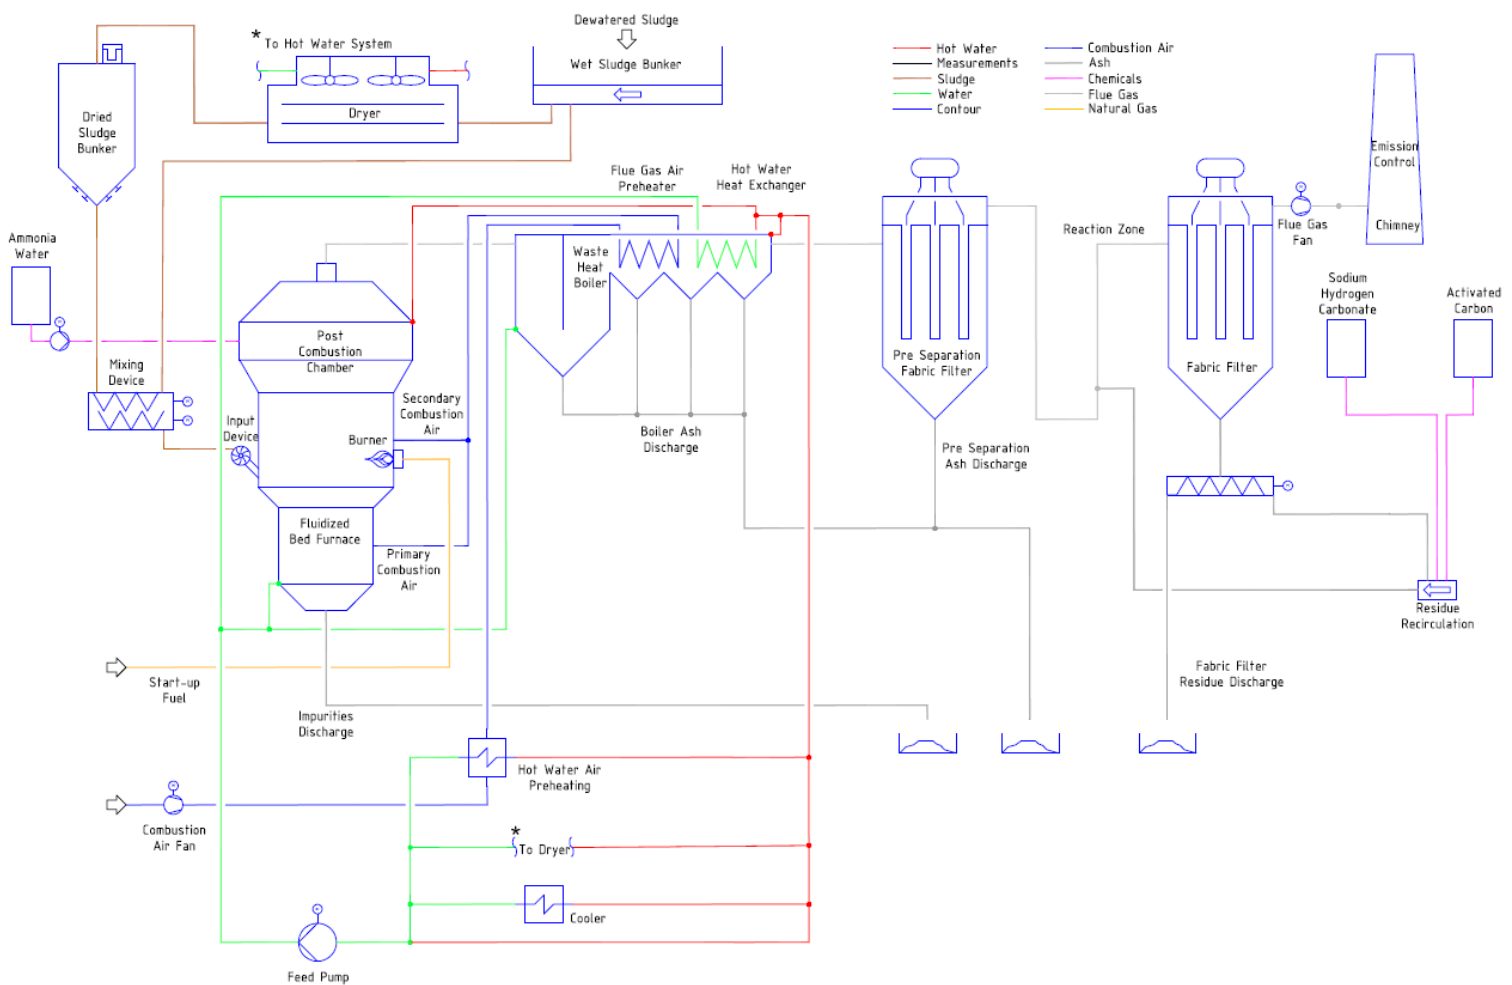 Dewatered Sludge
Wet Sludge Bunker
*
To Hot Water System
Dryer
Dried
Sludge
Bunker
Hot Water
Measurements
Sludge
Water
Contour
Combustion Air
Ash
Chemicals
Flue Gas
Natural Gas
Emission
Control
Chimney
Flue Gas
Fan
Flue Gas Air
Preheater
Hot Water
Heat Exchanger
Reaction Zone
Ammonia
Water
Waste
Heat
Boiler
Sodium
Hydrogen
Carbonate
Activated
Carbon
Post
Combustion
Chamber
Pre Separation
Fabric Filter
Fabric Filter
Mixing
Device
Secondary
Combustion
Air
Input
Device
Burner
Boiler Ash
Discharge
Pre Separation
Ash Discharge
Fluidized
Bed Furnace
Primary
Combustion
Air
Residue
Recirculation
Start-up
Fuel
Fabric Filter
Residue Discharge
Impurities
Discharge
Hot Water Air
Preheating
Combustion
Air Fan
*
To Dryer
Cooler
Feed Pump